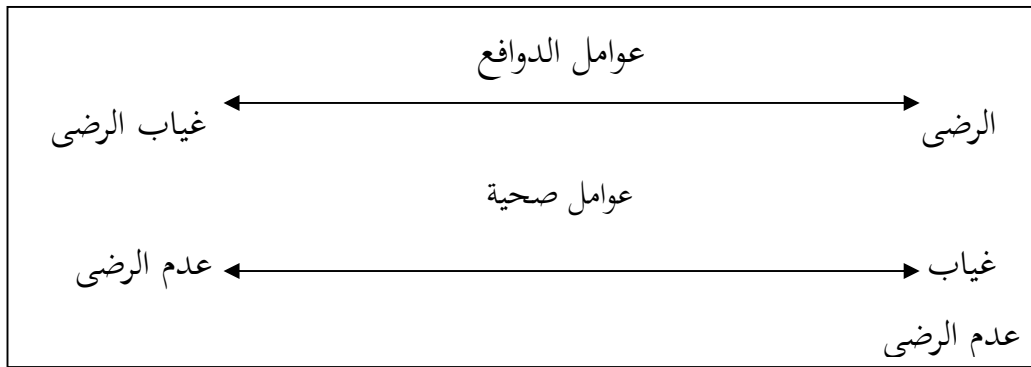 عوامل الدوافع
الرضى غياب الرضى
عوامل صحية
غياب عدم الرضى
عدم الرضى